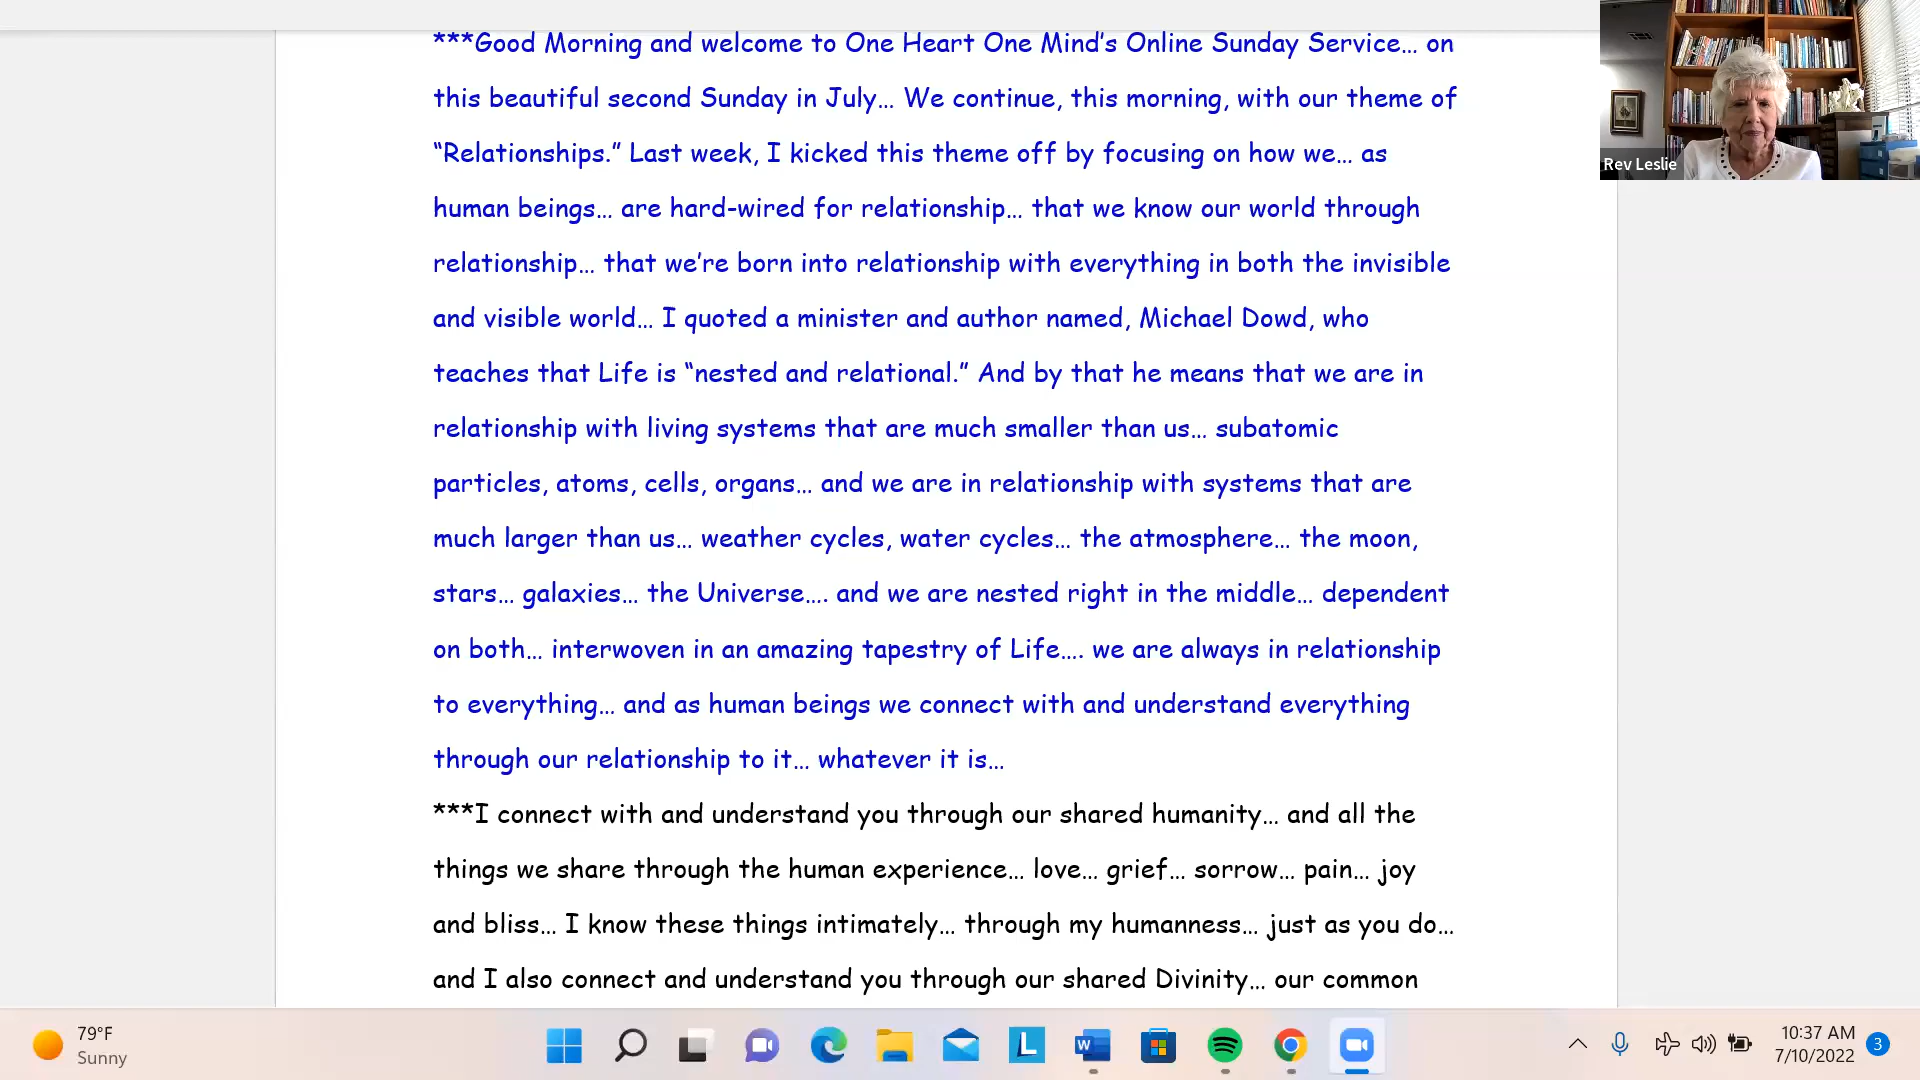 ***Good Morning and welcome to One Heart One Mind’s Online Sunday Service… on
this beautiful second Sunday in July… We continue, this morning, with our theme of
“Relationships.” Last week, I kicked this theme off by focusing on how we… as
human beings… are hard-wired for relationship… that we know our world through
relationship… that we’re born into relationship with everything in both the invisible
and visible world… I quoted a minister and author named, Michael Dowd, who
teaches that Life is “nested and relational.” And by that he means that we are in
relationship with living systems that are much smaller than us… subatomic
particles, atoms, cells, organs… and we are in relationship with systems that are
much larger than us… weather cycles, water cycles… the atmosphere… the moon,
stars… galaxies… the Universe…. and we are nested right in the middle… dependent
on both… interwoven in an amazing tapestry of Life…. we are always in relationship
to everything… and as human beings we connect with and understand everything
through our relationship to it… whatever it is…
***I connect with and understand you through our shared humanity… and all the
things we share through the human experience… love… grief… sorrow… pain… joy
and bliss… I know these things intimately… through my humanness… just as you do…
and I also connect and understand you through our shared Divinity… our common
Rev Leslie
79°F
Sunny
L
W
10:37 AM
7/10/2022
3